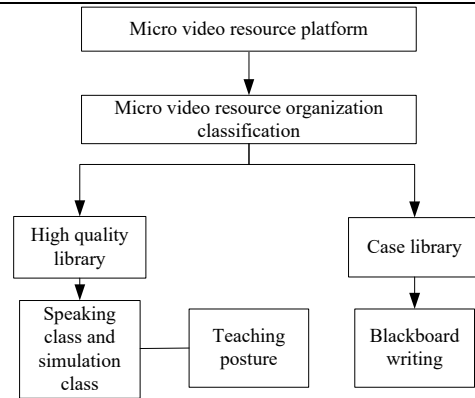 Micro video resource platform
Micro video resource organization
classification
High quality
library
Case library
Speaking
class and
simulation
class
Teaching
posture
Blackboard
writing